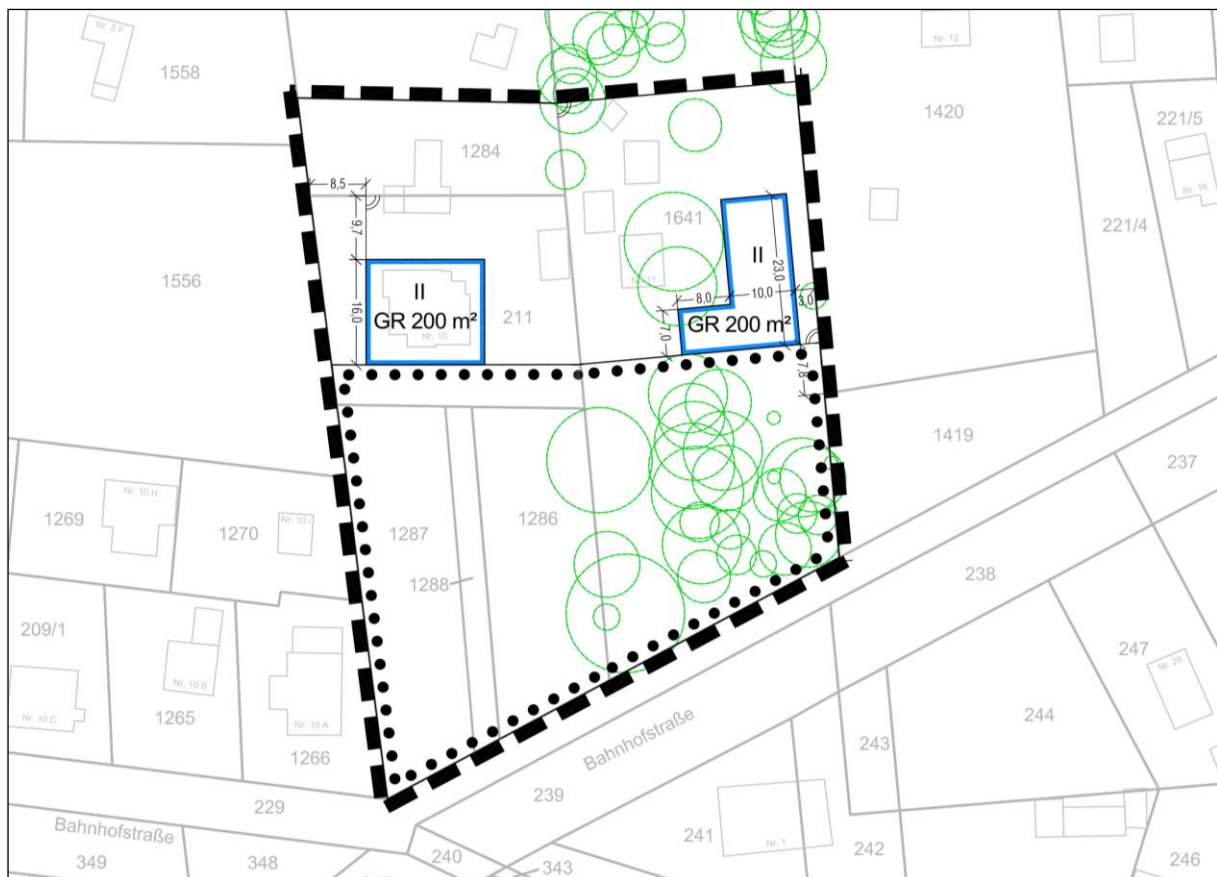 Nr. 5 F
Nr. 12
1558
1420
221/5
1284
Nr. 16
8,5
9,7
1641
221/4
1556
II
II
Nr. 11
23,0
8,0
10,0
3,0
16,0
GR 200 m²
211
7,0
GR 200 m²
Nr. 10
7,8
1419
237
Nr. 10 H
1269
1270
Nr. 10 i
1287
1286
1288
238
209/1
247
Nr. 10 B
Nr. 26
Nr. 10 C
1265
Nr. 10 A
1266
244
243
Bahnhofstraße
229
239
Bahnhofstraße
241
Nr. 1
242
349
348
240
343
246